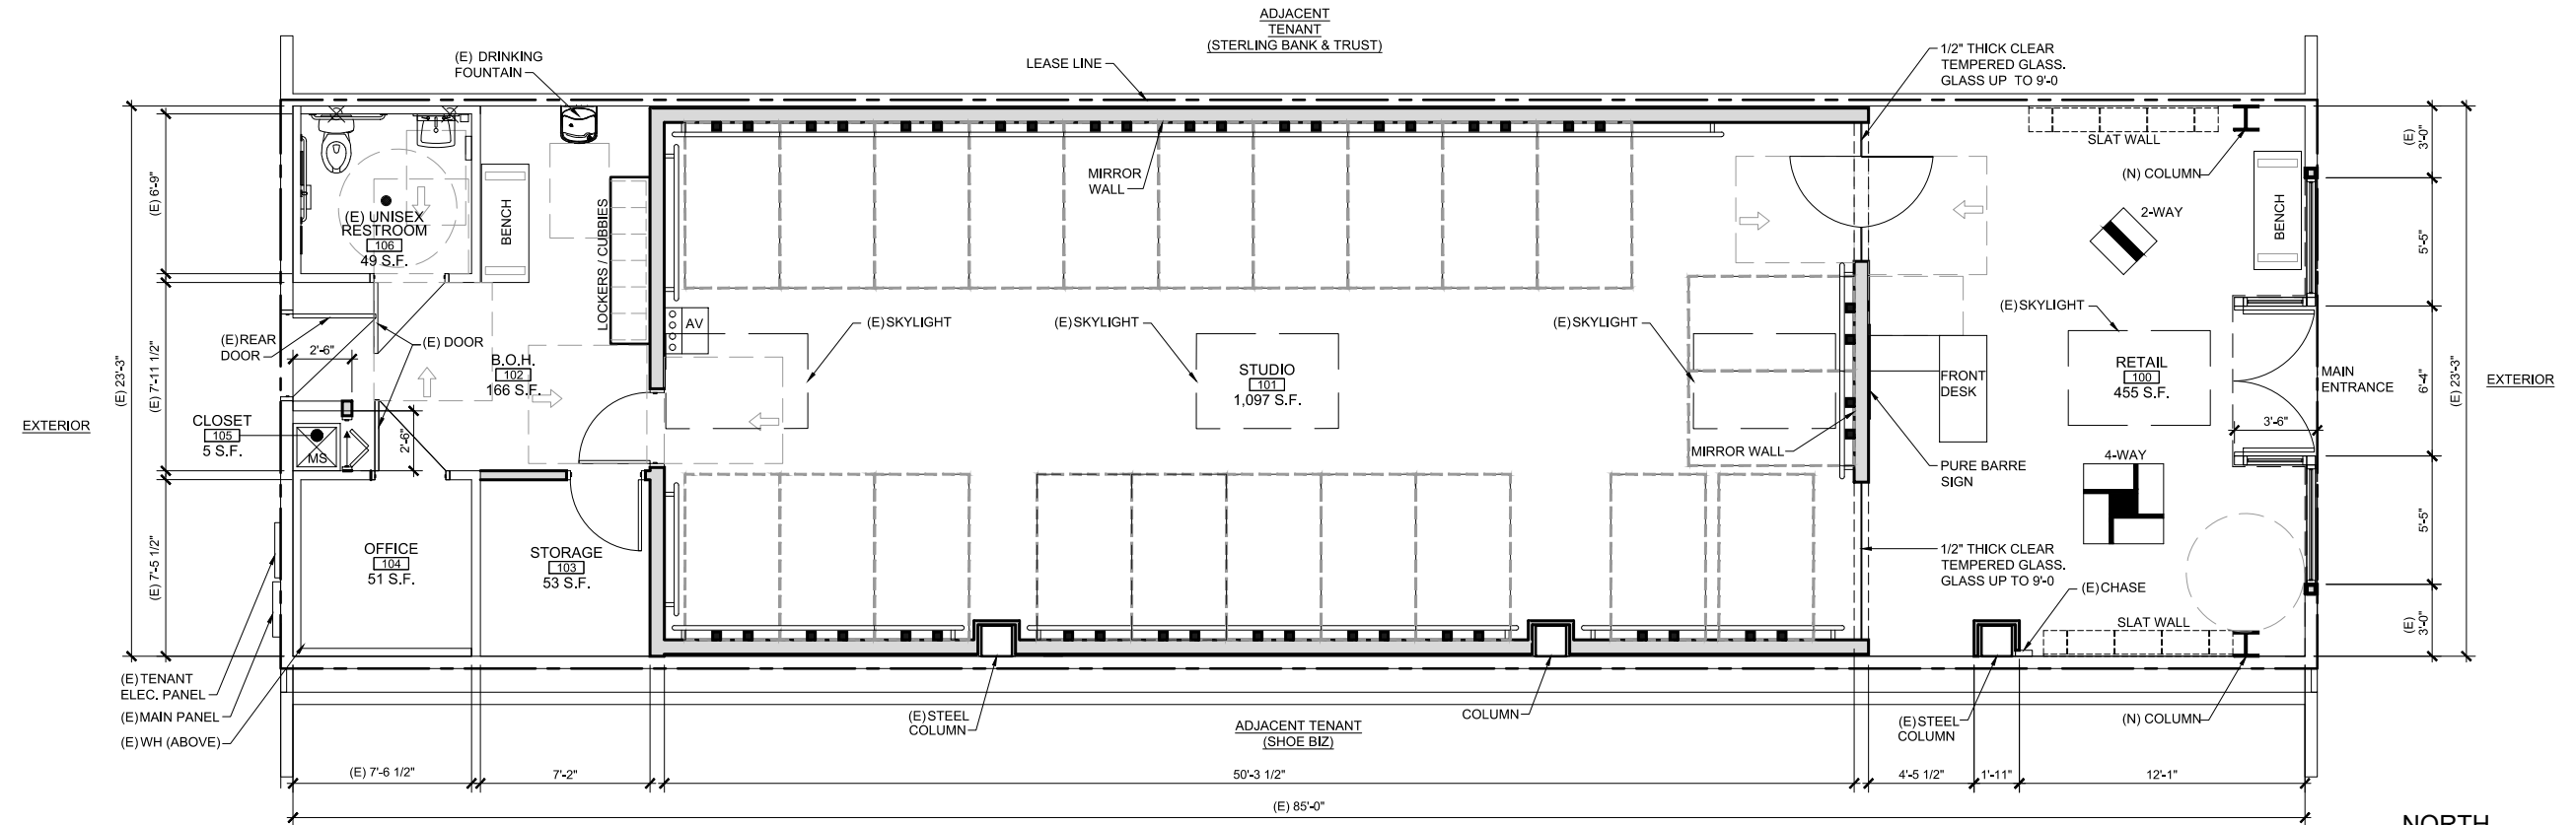 ADJACENT
TENANT
(STERLING BANK & TRUST)
(E) DRINKING
FOUNTAIN
LEASE LINE
1/2" THICK CLEAR
TEMPERED GLASS.
GLASS UP TO 9'-0
SLAT WALL
(N) COLUMN
MIRROR
WALL
(E) 3'-0"
(E) 6'-9"
(E) UNISEX
RESTROOM
106
49 S.F.
BENCH
LOCKERS / CUBBIES
2-WAY
BENCH
5'-5"
(E) SKYLIGHT
AV
(E) SKYLIGHT
(E) SKYLIGHT
(E) SKYLIGHT
(E) REAR
DOOR
2'-6"
(E) DOOR
(E) 23'-3"
(E) 7'-11 1/2"
B.O.H.
102
166 S.F.
STUDIO
101
1,097 S.F.
FRONT
DESK
RETAIL
100
455 S.F.
MAIN
ENTRANCE
6'-4"
(E) 23'-3"
EXTERIOR
EXTERIOR
CLOSET
105
5 S.F.
MS
2'-6"
3'-6"
MIRROR WALL
PURE BARRE
SIGN
4-WAY
5'-5"
(E) 7'-5 1/2"
OFFICE
104
51 S.F.
STORAGE
103
53 S.F.
1/2" THICK CLEAR
TEMPERED GLASS.
GLASS UP TO 9'-0
(E) CHASE
SLAT WALL
(E) 3'-0"
(E) TENANT
ELEC. PANEL
(E) MAIN PANEL
(E) WH (ABOVE)
(E) STEEL
COLUMN
ADJACENT TENANT
(SHOE BIZ)
COLUMN
(E) STEEL
COLUMN
(N) COLUMN
(E) 7'-6 1/2"
7'-2"
50'-3 1/2"
4'-5 1/2"
1'-11"
12'-1"
(E) 85'-0"
NORTH